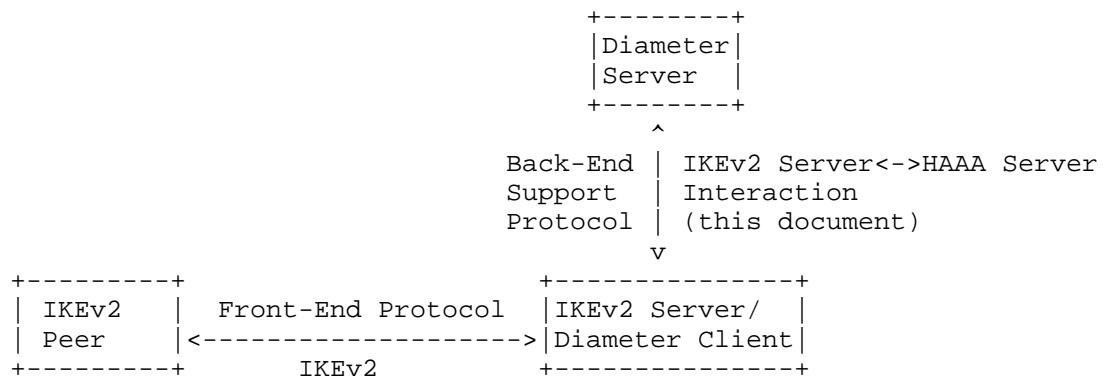 +--------+
|Diameter|
|Server  |
+--------+
^
Back-End | IKEv2 Server<->HAAA Server
Support  | Interaction
Protocol | (this document)
v
+---------+                    +---------------+
| IKEv2   | Front-End Protocol |IKEv2 Server/  |
| Peer    |<------------------->|Diameter Client|
+---------+ IKEv2 +---------------+